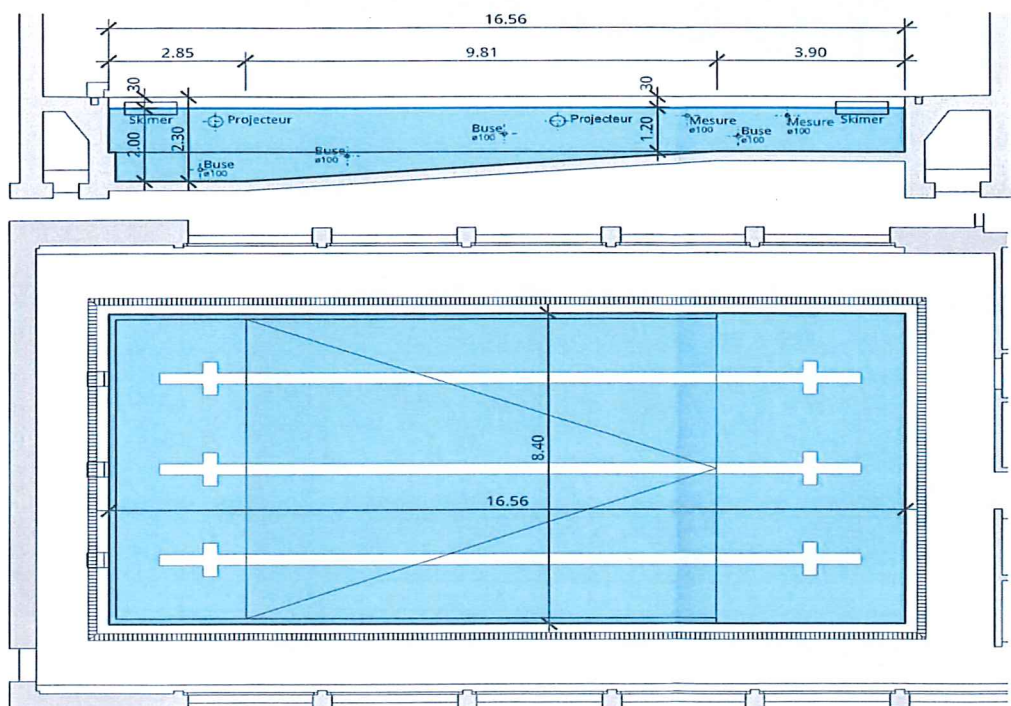 16.56
2.85
9.81
3.90
30
30
Skimer
Projecteur
Projecteur
Mesure
ø100
Mesure
ø100
Skimer
2.00
2.30
1.20
Buse
ø100
Buse
ø100
Buse
ø100
ø100
8.40
16.56